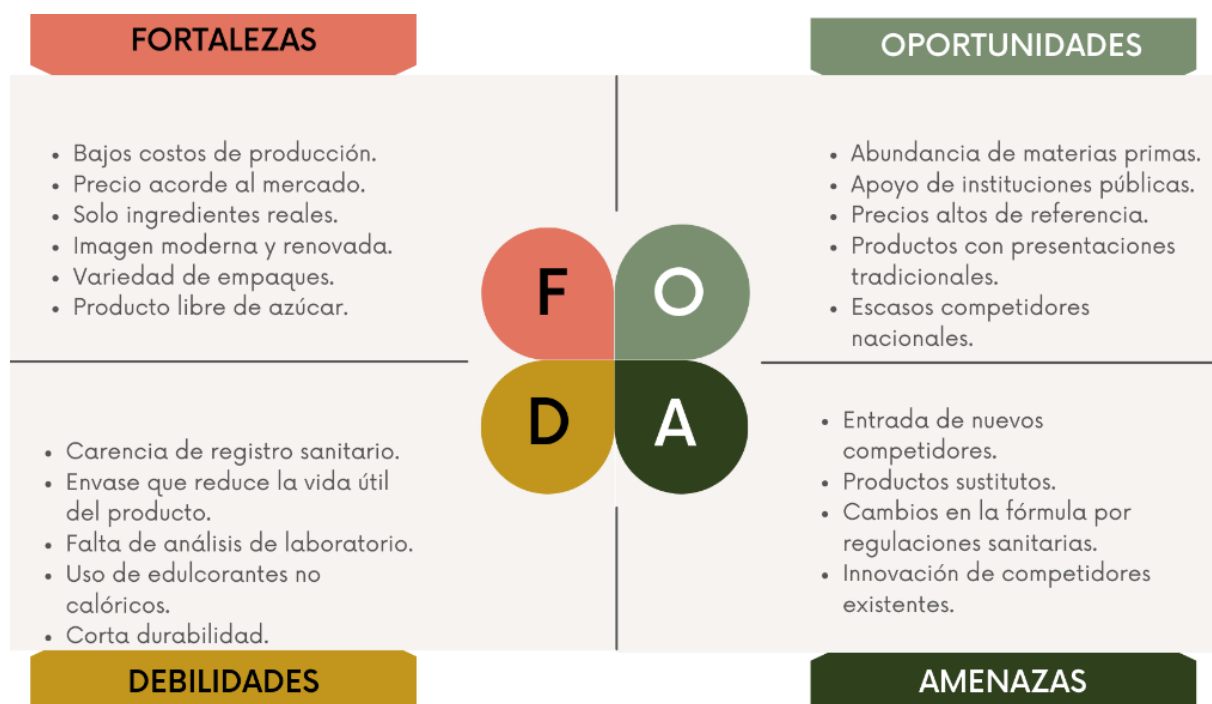 FORTALEZAS
• Bajos costos de producción.
• Precio acorde al mercado.
• Solo ingredientes reales.
• Imagen moderna y renovada.
• Variedad de empaques.
• Producto libre de azúcar.
OPORTUNIDADES
• Abundancia de materias primas.
• Apoyo de instituciones públicas.
• Precios altos de referencia.
• Productos con presentaciones
tradicionales.
• Escasos competidores
nacionales.
F
O
D
A
• Carencia de registro sanitario.
• Envase que reduce la vida útil
del producto.
• Falta de análisis de laboratorio.
• Uso de edulcorantes no
calóricos.
• Corta durabilidad.
DEBILIDADES
• Entrada de nuevos
competidores.
• Productos sustitutos.
• Cambios en la fórmula por
regulaciones sanitarias.
• Innovación de competidores
existentes.
AMENAZAS